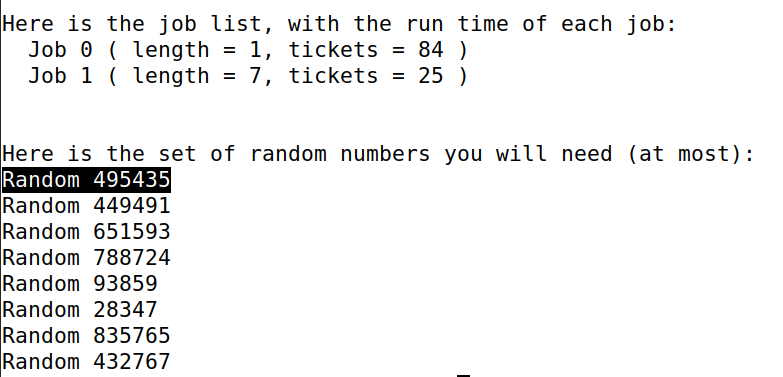 Here is the job list, with the run time of each job:
  Job 0 ( length = 1, tickets = 84 )
  Job 1 ( length = 7, tickets = 25 )
Here is the set of random numbers you will need (at most):
Random 495435
Random 449491
Random 651593
Random 788724
Random 93859
Random 28347
Random 835765
Random 432767